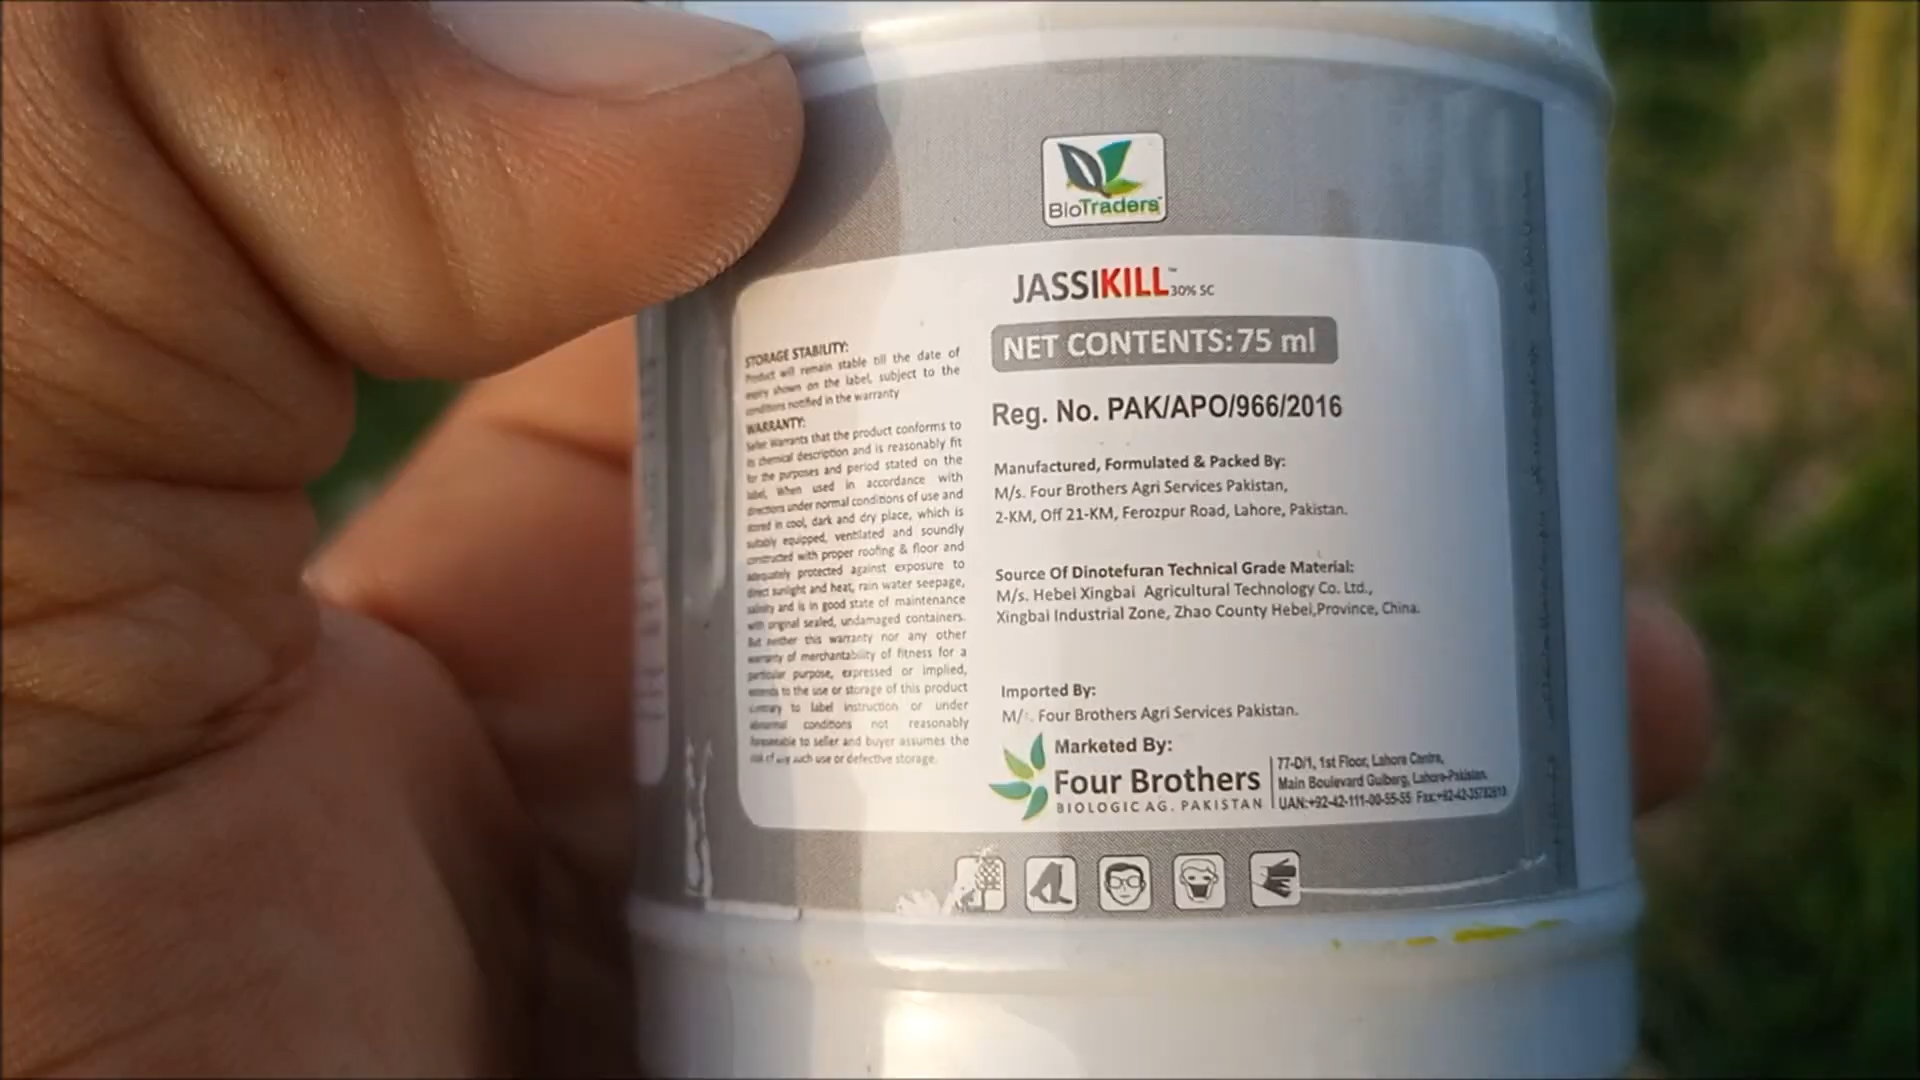 BioTraders
JASSIKILL™ 30% SC
NET CONTENTS: 75 ml
Reg. No. PAK/APO/966/2016
Manufactured, Formulated & Packed By:
M/s. Four Brothers Agri Services Pakistan,
2-KM, Off 21-KM, Ferozpur Road, Lahore, Pakistan.
Source Of Dinotefuran Technical Grade Material:
M/s. Hebei Xingbai Agricultural Technology Co. Ltd.,
Xingbai Industrial Zone, Zhao County Hebei,Province, China.
Imported By:
M/s. Four Brothers Agri Services Pakistan.
Marketed By:
Four Brothers
BIOLOGIC AG. PAKISTAN
77-D/1, 1st Floor, Lahore Centre,
Main Boulevard Gulberg, Lahore-Pakistan
UAN:+92-42-111-00-55-55 Fax:
STORAGE STABILITY:
Product will remain stable till the date of
expiry shown on the label, subject to the
conditions notified in the warranty
WARRANTY:
Seller Warrants that the product conforms to
its chemical description and is reasonably fit
for the purposes and period stated on the
label, When used in accordance with
directions under normal conditions of use and
stored in cool, dark and dry place, which is
suitably equipped, ventilated and soundly
constructed with proper roofing & floor and
adequately protected against exposure to
direct sunlight and heat, rain water seepage,
salinity and is in good state of maintenance
with original sealed, undamaged containers.
But neither this warranty nor any other
warranty of merchantability of fitness for a
particular purpose, expressed or implied,
extends to the use or storage of this product
contrary to label instruction or under
abnormal conditions not reasonably
foreseeable to seller and buyer assumes the
risk of any such use or defective storage.